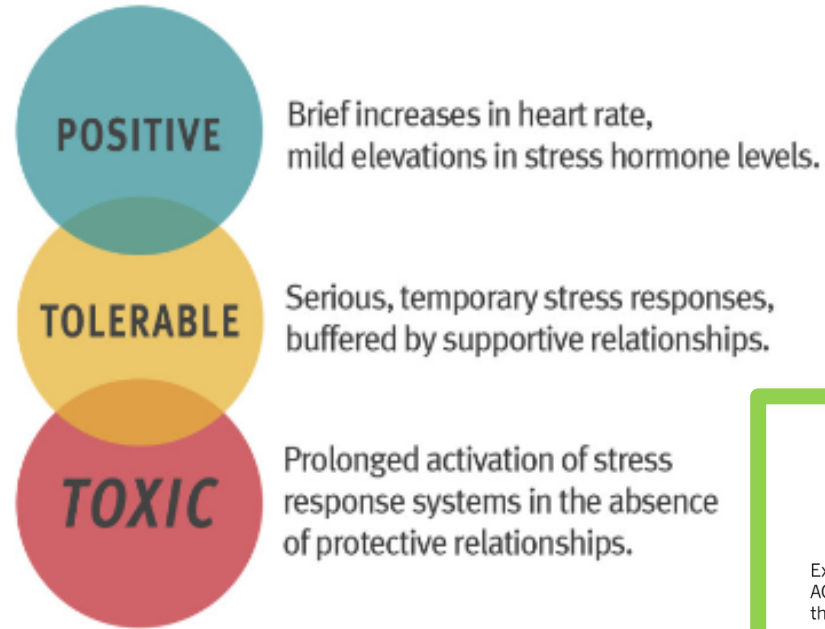 POSITIVE
Brief increases in heart rate,
mild elevations in stress hormone levels.
TOLERABLE
Serious, temporary stress responses,
buffered by supportive relationships.
TOXIC
Prolonged activation of stress
response systems in the absence
of protective relationships.